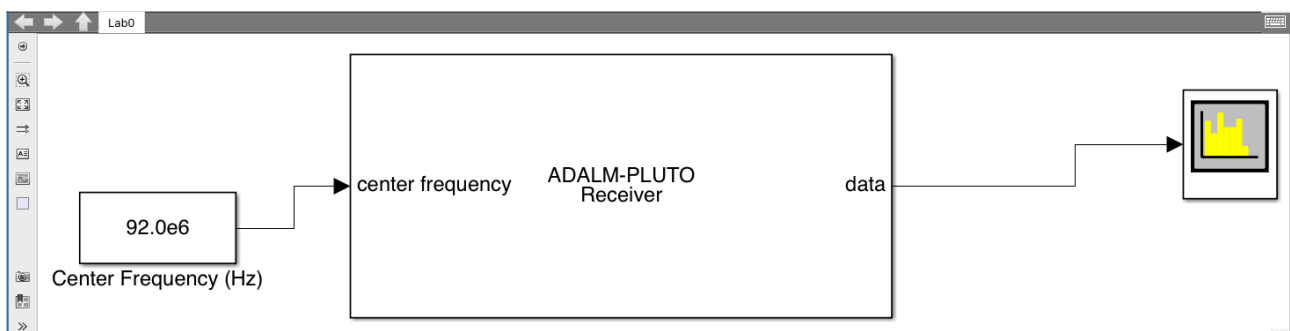 Lab0
center frequency
ADALM-PLUTO
Receiver
data
92.0e6
Center Frequency (Hz)